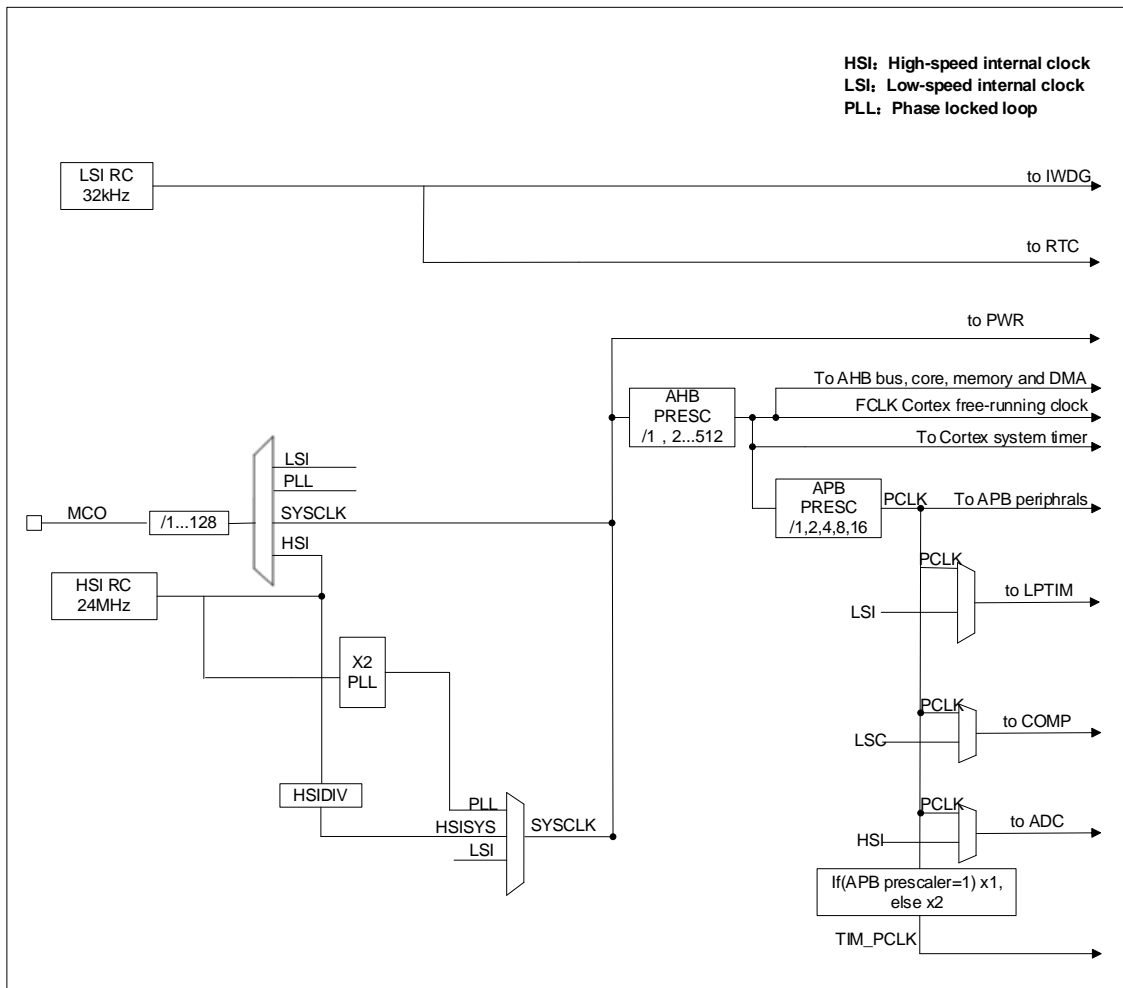 HSI：High-speed internal clock
LSI：Low-speed internal clock
PLL：Phase locked loop
LSI RC
32kHz
to IWDG
to RTC
to PWR
AHB
PRESC
/1 , 2...512
To AHB bus, core, memory and DMA
FCLK Cortex free-running clock
To Cortex system timer
APB
PRESC
/1,2,4,8,16
PCLK
To APB periphrals
LSI
PLL
SYSCLK
HSI
MCO
/1...128
HSI RC
24MHz
X2
PLL
HSIDIV
PLL
HSISYS
LSI
SYSCLK
PCLK
LSI
to LPTIM
PCLK
LSC
to COMP
PCLK
HSI
to ADC
If(APB prescaler=1) x1,
else x2
TIM_PCLK